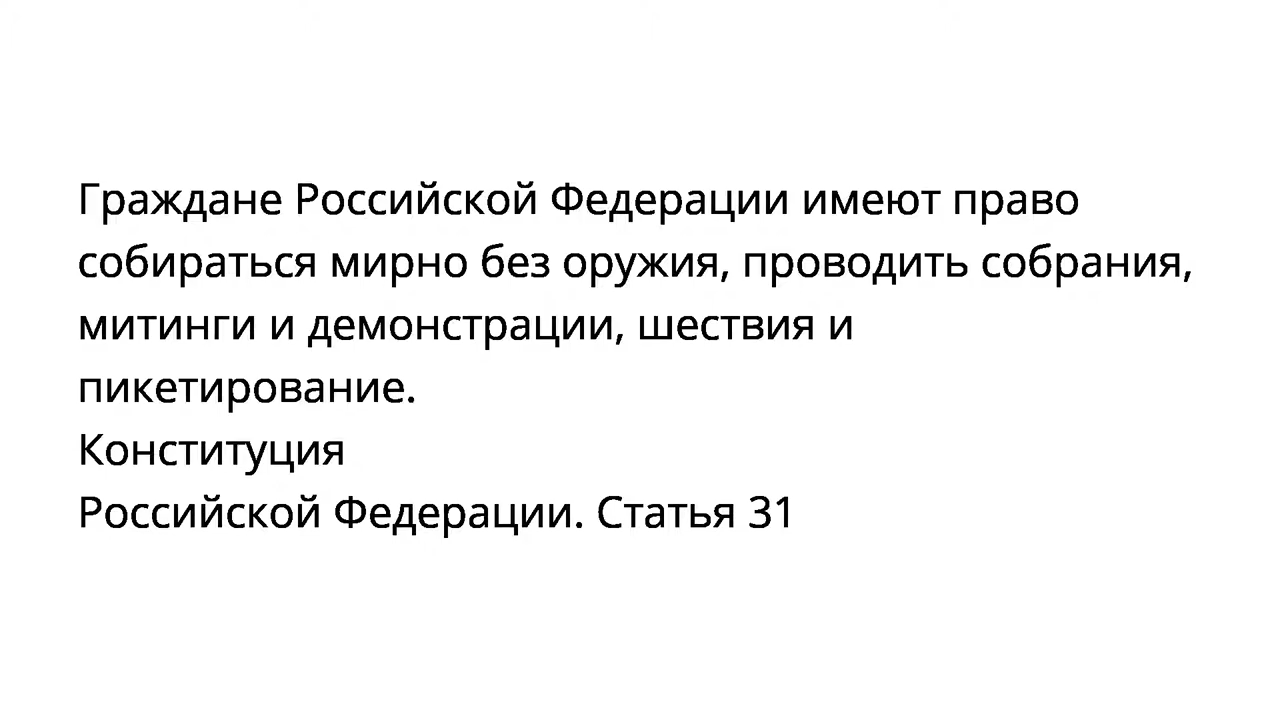 Граждане Российской Федерации имеют право
собираться мирно без оружия, проводить собрания,
митинги и демонстрации, шествия и
пикетирование.
Конституция
Российской Федерации. Статья 31